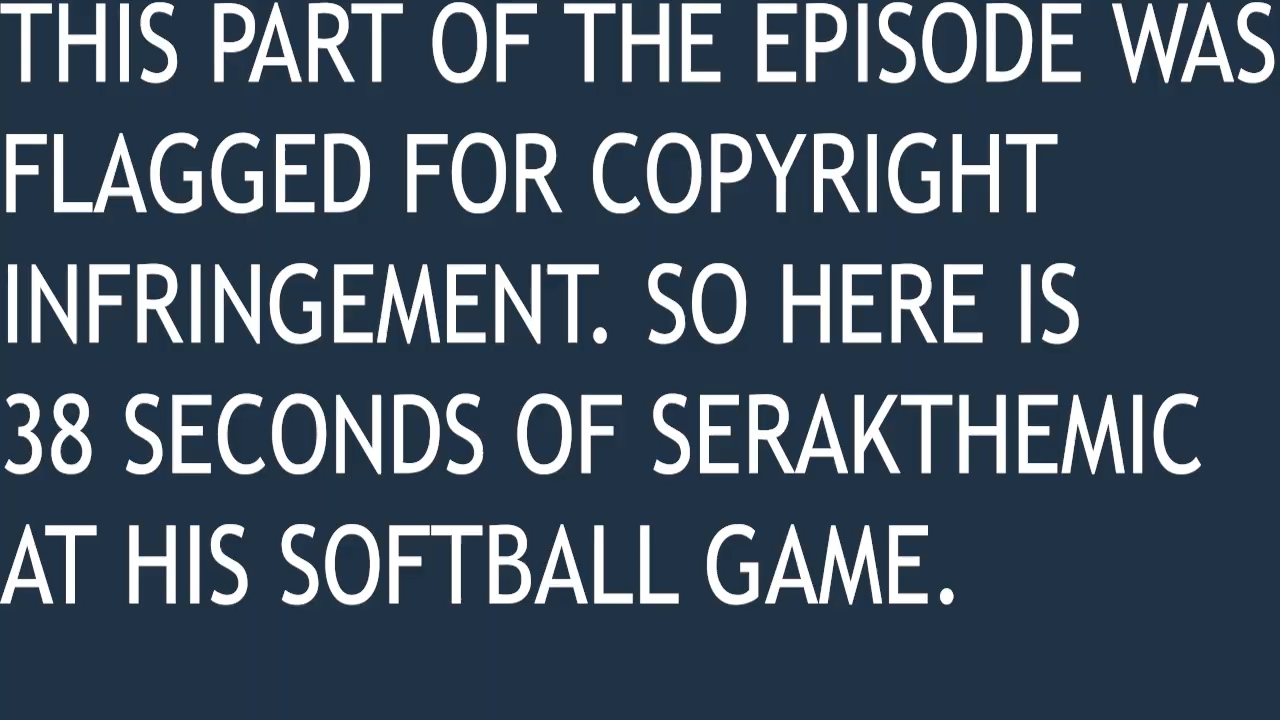 THIS PART OF THE EPISODE WAS
FLAGGED FOR COPYRIGHT
INFRINGEMENT. SO HERE IS
38 SECONDS OF SERAKTHEMIC
AT HIS SOFTBALL GAME.